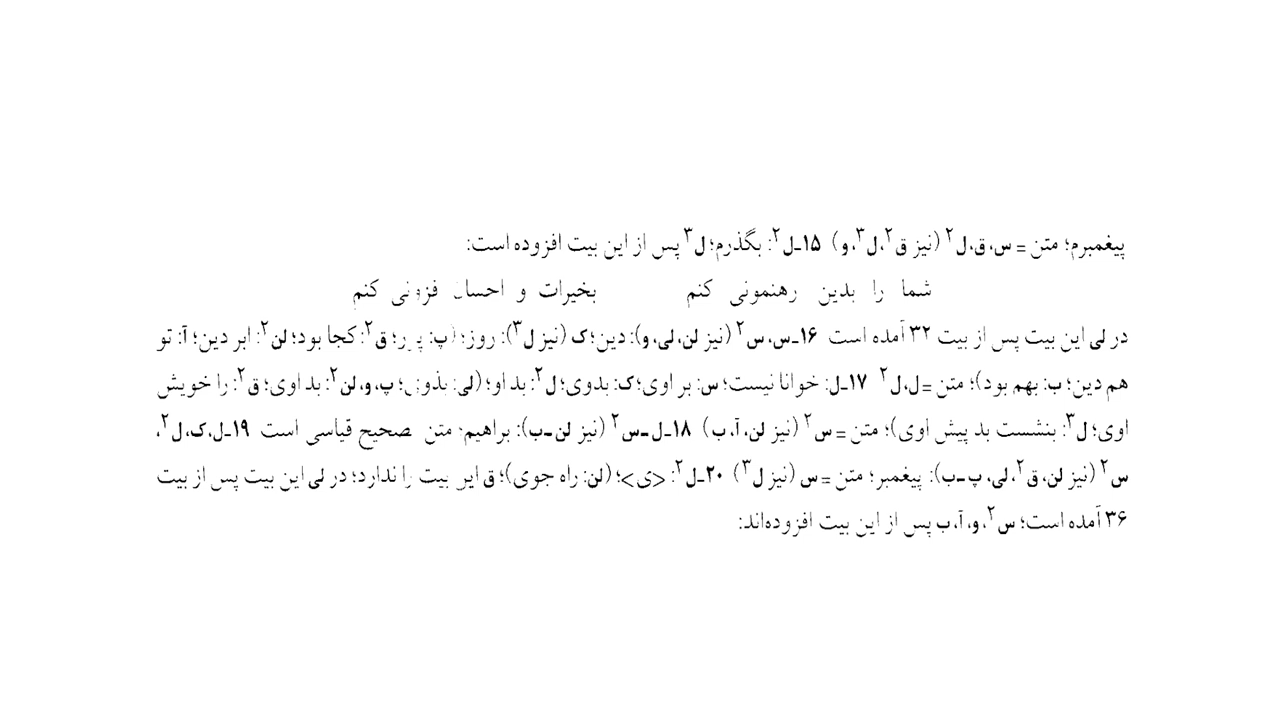 پیغمبرم؛ متن = س، ق، ل۲ (نیز ق۲، ل۳، و) ۱۵ـ ل۲: بگذرم؛ ل۳ پس از این بیت افزوده است:
شما را بدین رهنمونی کنم بخیرات و احسان فزونی کنم
در لی این بیت پس از بیت ۳۲ آمده است ۱۶ـ س، س۲ (نیز لن، لی، و): دین؛ ک (نیز ل۳): روز؛ (پ: پور؛ ق۲: کجا بود؛ لن۲: ابر دین؛ آ: تو
هم دین؛ ب: بهم بود)؛ متن = ل، ل۲ ۱۷ـ ل: خوانا نیست؛ س: بر اوی؛ ک: بدوی؛ ل۲: بد او؛ (لی: بذوی؛ پ، و، لن۲: بد اوی؛ ق۲: را خویش
اوی؛ ل۳: بنشست بد پیش اوی)؛ متن = س۲ (نیز لن، آ، ب) ۱۸ـ ل ـ س۲ (نیز لن ـ ب): براهیم؛ متن تصحیح قیاسی است ۱۹ـ ل، ک، ل۲،
س۲ (نیز لن، ق۲، لی، پ ـ ب): پیغمبر؛ متن = س (نیز ل۳) ۲۰ـ ل۲: <ی>؛ (لن: راه جوی)؛ ق این بیت را ندارد؛ در لی این بیت پس از بیت
۳۶ آمده است؛ س۲، و، آ، ب پس از این بیت افزوده‌اند: